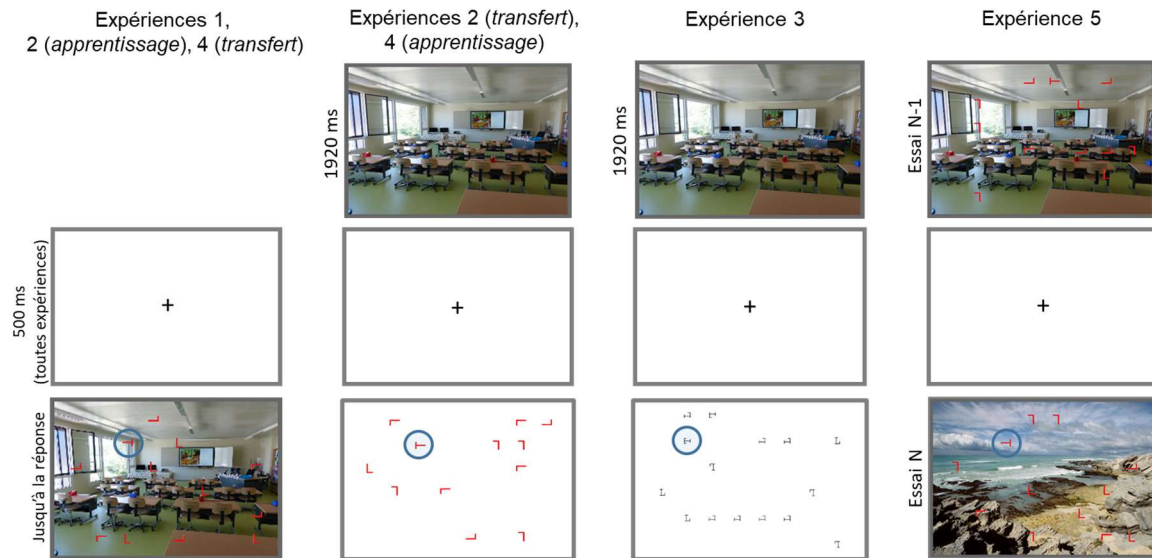 Expériences 1,
2 (apprentissage), 4 (transfert)
Expériences 2 (transfert),
4 (apprentissage)
Expérience 3
Expérience 5
1920 ms
1920 ms
Essai N-1
500 ms
(toutes expériences)
Jusqu'à la réponse
Essai N